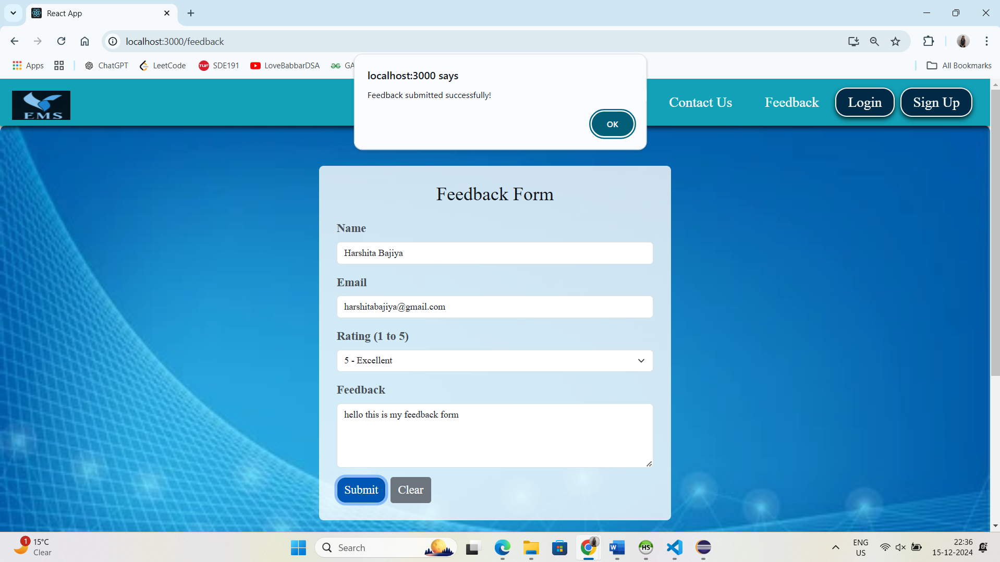 React App
localhost:3000/feedback
Apps
ChatGPT
LeetCode
TUF
SDE191
LoveBabbarDSA
GA
All Bookmarks
localhost:3000 says
Feedback submitted successfully!
OK
EMS
Contact Us
Feedback
Login
Sign Up
Feedback Form
Name
Harshita Bajiya
Email
harshitabajiya@gmail.com
Rating (1 to 5)
5 - Excellent
Feedback
hello this is my feedback form
Submit
Clear
1
15°C
Clear
Search
W
HS
ENG
US
22:36
15-12-2024